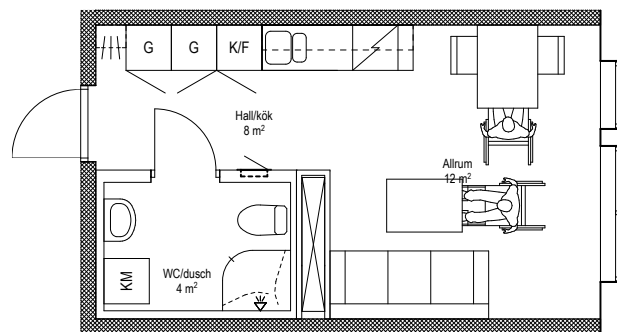 G
G
K/F
Hall/kök
8 m²
Allrum
12 m²
WC/dusch
4 m²
KM